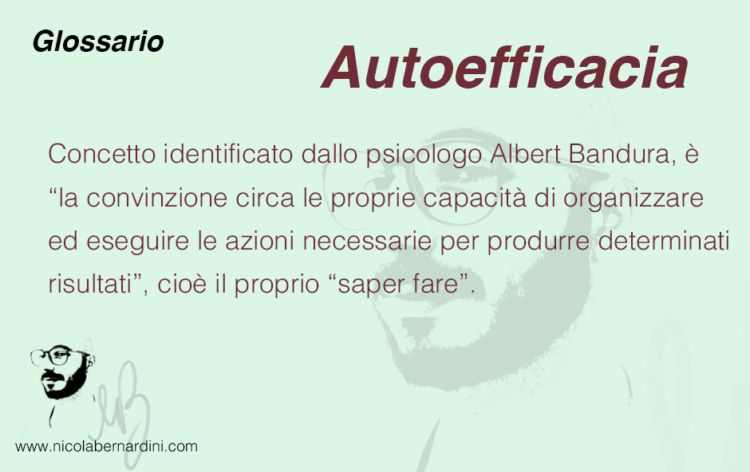 Glossario
Autoefficacia
Concetto identificato dallo psicologo Albert Bandura, è
“la convinzione circa le proprie capacità di organizzare
ed eseguire le azioni necessarie per produrre determinati
risultati”, cioè il proprio “saper fare”.
www.nicolabernardini.com